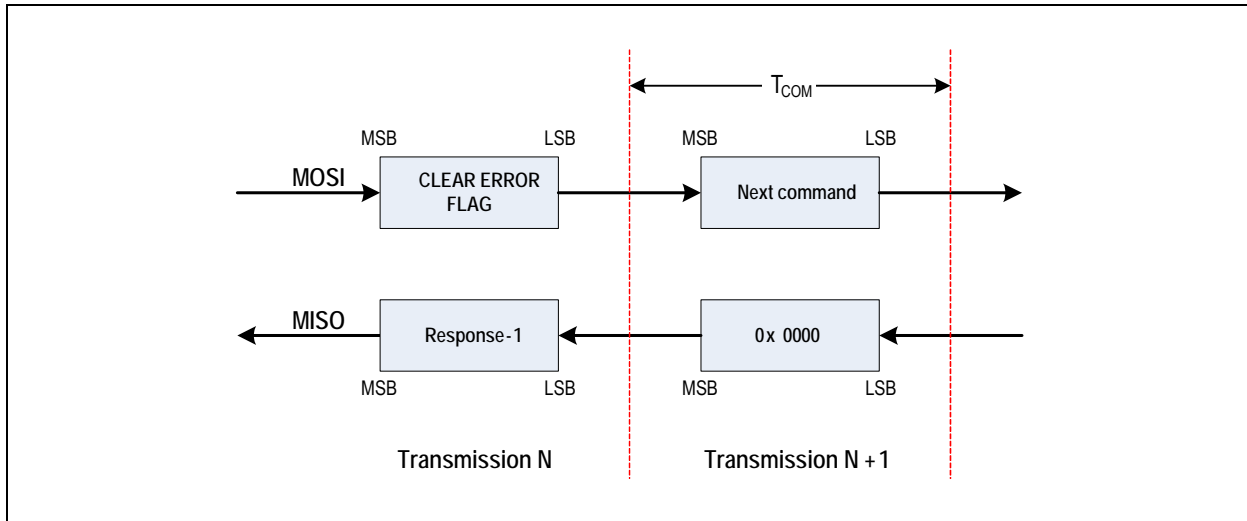 T_COM
MSB LSB MSB LSB
MOSI CLEAR ERROR FLAG Next command
MISO Response-1 0x 0000
MSB LSB MSB LSB
Transmission N Transmission N + 1